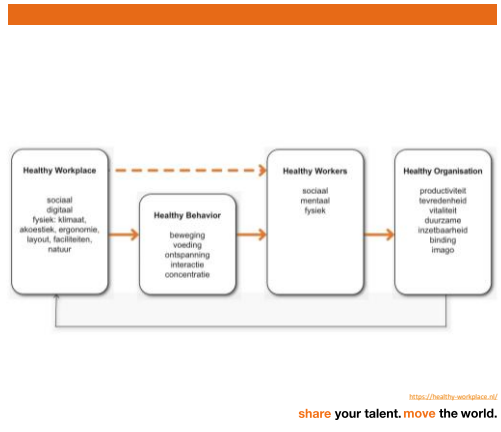 Healthy Workplace
sociaal
digitaal
fysiek: klimaat,
akoestiek, ergonomie,
layout, faciliteiten,
natuur
Healthy Behavior
beweging
voeding
ontspanning
interactie
concentratie
Healthy Workers
sociaal
mentaal
fysiek
Healthy Organisation
productiviteit
tevredenheid
vitaliteit
duurzame
inzetbaarheid
binding
imago
https://healthy-workplace.nl/
share your talent. move the world.